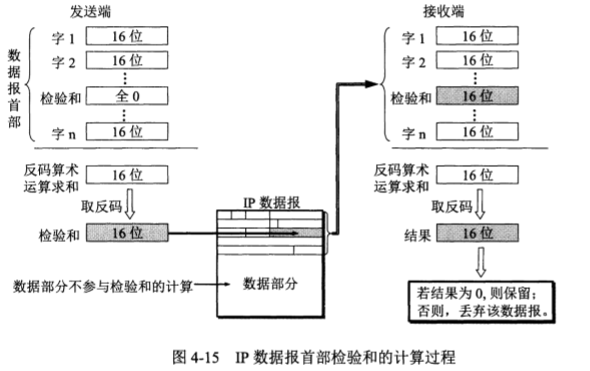 发送端
字 1 16 位
字 2 16 位
⋮
检验和 全 0
⋮
字 n 16 位
数据报首部
反码算术
运算求和 16 位
取反码
检验和 16 位
数据部分不参与检验和的计算
IP 数据报
数据部分
接收端
字 1 16 位
字 2 16 位
⋮
检验和 16 位
⋮
字 n 16 位
反码算术
运算求和 16 位
取反码
结果 16 位
若结果为 0, 则保留;
否则，丢弃该数据报。
图 4-15 IP 数据报首部检验和的计算过程